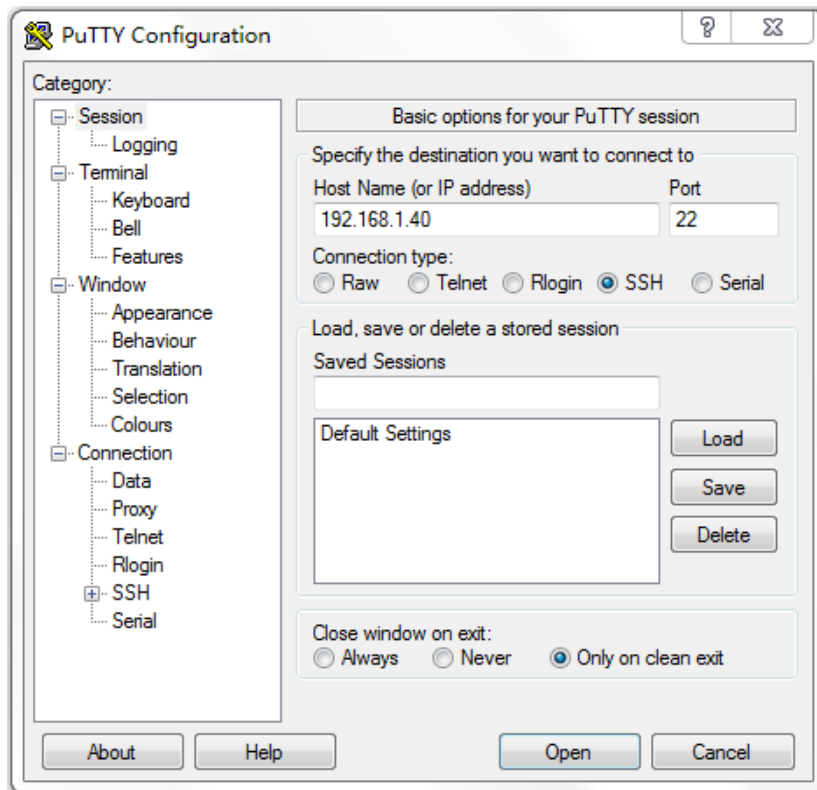 PuTTY Configuration
Category:
Session
Logging
Terminal
Keyboard
Bell
Features
Window
Appearance
Behaviour
Translation
Selection
Colours
Connection
Data
Proxy
Telnet
Rlogin
SSH
Serial
Basic options for your PuTTY session
Specify the destination you want to connect to
Host Name (or IP address) Port
192.168.1.40 22
Connection type:
Raw Telnet Rlogin SSH Serial
Load, save or delete a stored session
Saved Sessions
Default Settings
Load
Save
Delete
Close window on exit:
Always Never Only on clean exit
About Help Open Cancel